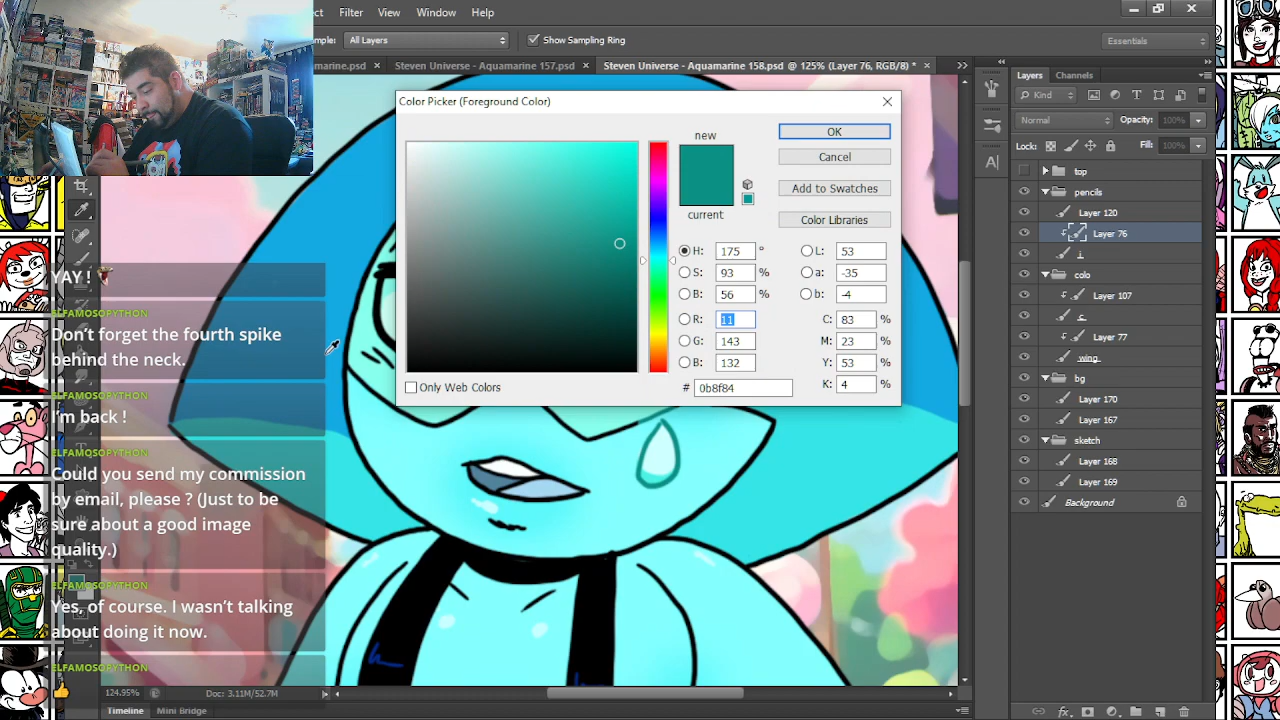 Filter View Window Help
All Layers
Show Sampling Ring
Essentials
Steven Universe - Aquamarine 157.psd ×
Steven Universe - Aquamarine 158.psd @ 125% (Layer 76, RGB/8) * ×
Color Picker (Foreground Color)
new
current
OK
Cancel
Add to Swatches
Color Libraries
H: 175 °
S: 93 %
B: 56 %
R: 11
G: 143
B: 132
L: 53
a: -35
b: -4
C: 83 %
M: 23 %
Y: 53 %
K: 4 %
# 0b8f84
Only Web Colors
Layers Channels
Kind
Normal Opacity: 100%
Lock: Fill: 100%
top
pencils
Layer 120
Layer 76
colo
Layer 107
Layer 77
wing
bg
Layer 170
Layer 167
sketch
Layer 168
Layer 169
Background
YAY !
ELFAMOSOPYTHON
Don't forget the fourth spike
behind the neck.
ELFAMOSOPYTHON
I'm back !
ELFAMOSOPYTHON
Could you send my commission
by email, please ? (Just to be
sure about a good image
quality.)
ELFAMOSOPYTHON
Yes, of course. I wasn't talking
about doing it now.
ELFAMOSOPYTHON
124.95% Doc: 3.11M/52.7M
Timeline Mini Bridge